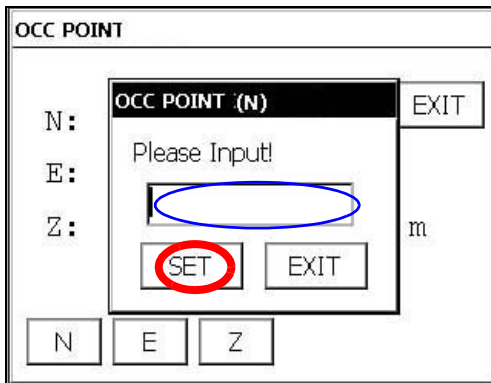 OCC POINT
OCC POINT :(N)
EXIT
N:
Please Input!
E:
Z:
m
SET EXIT
N E Z